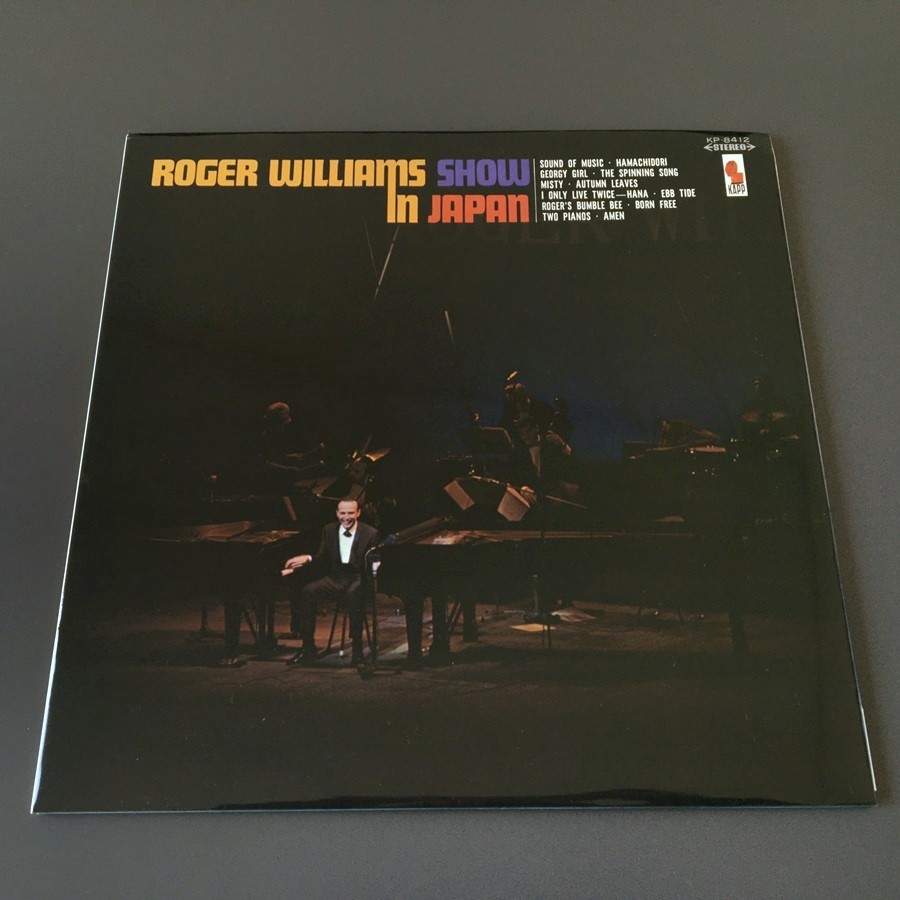 ROGER WILLIAMS SHOW
IN JAPAN
SOUND OF MUSIC · HAMACHIDORI
GEORGY GIRL · THE SPINNING SONG
MISTY · AUTUMN LEAVES
I ONLY LIVE TWICE—HANA · EBB TIDE
ROGER'S BUMBLE BEE · BORN FREE
TWO PIANOS · AMEN
KP-8412
STEREO
KAPP